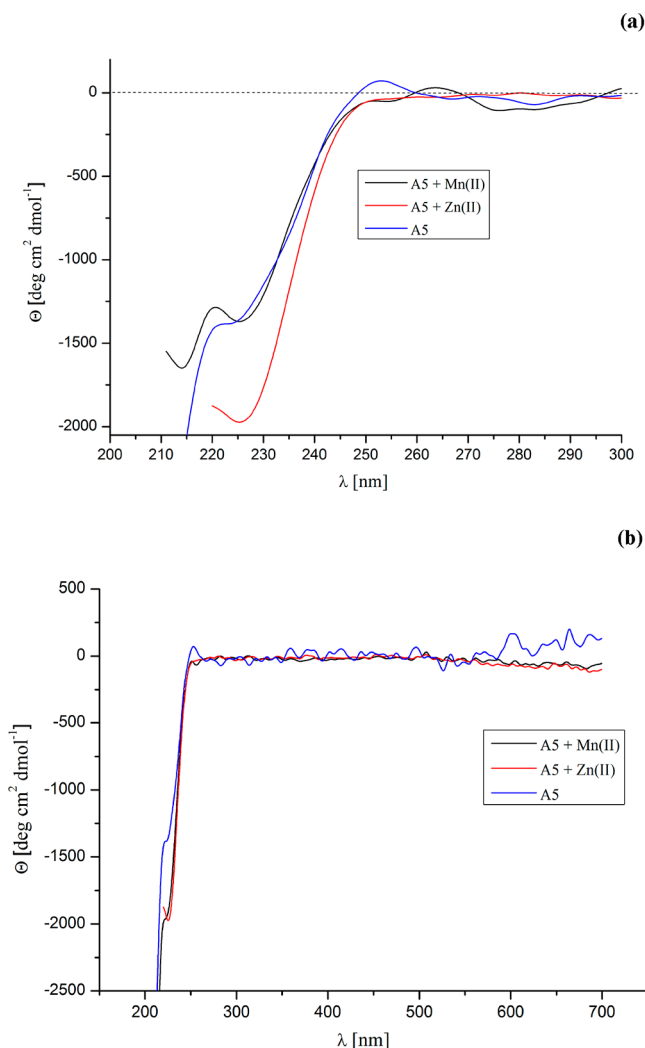 (a)
0
-500
-1000
-1500
-2000
Θ [deg cm² dmol⁻¹]
A5 + Mn(II)
A5 + Zn(II)
A5
200 210 220 230 240 250 260 270 280 290 300
λ [nm]
(b)
500
0
-500
-1000
-1500
-2000
-2500
Θ [deg cm² dmol⁻¹]
A5 + Mn(II)
A5 + Zn(II)
A5
200 300 400 500 600 700
λ [nm]